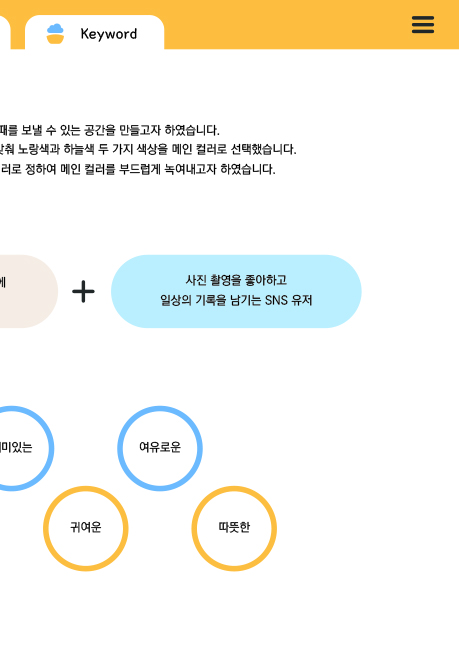 Keyword
때를 보낼 수 있는 공간을 만들고자 하였습니다.
노랑색과 하늘색 두 가지 색상을 메인 컬러로 선택했습니다.
러로 정하여 메인 컬러를 부드럽게 녹여내고자 하였습니다.
에
+
사진 촬영을 좋아하고
일상의 기록을 남기는 SNS 유저
미있는
여유로운
귀여운
따뜻한